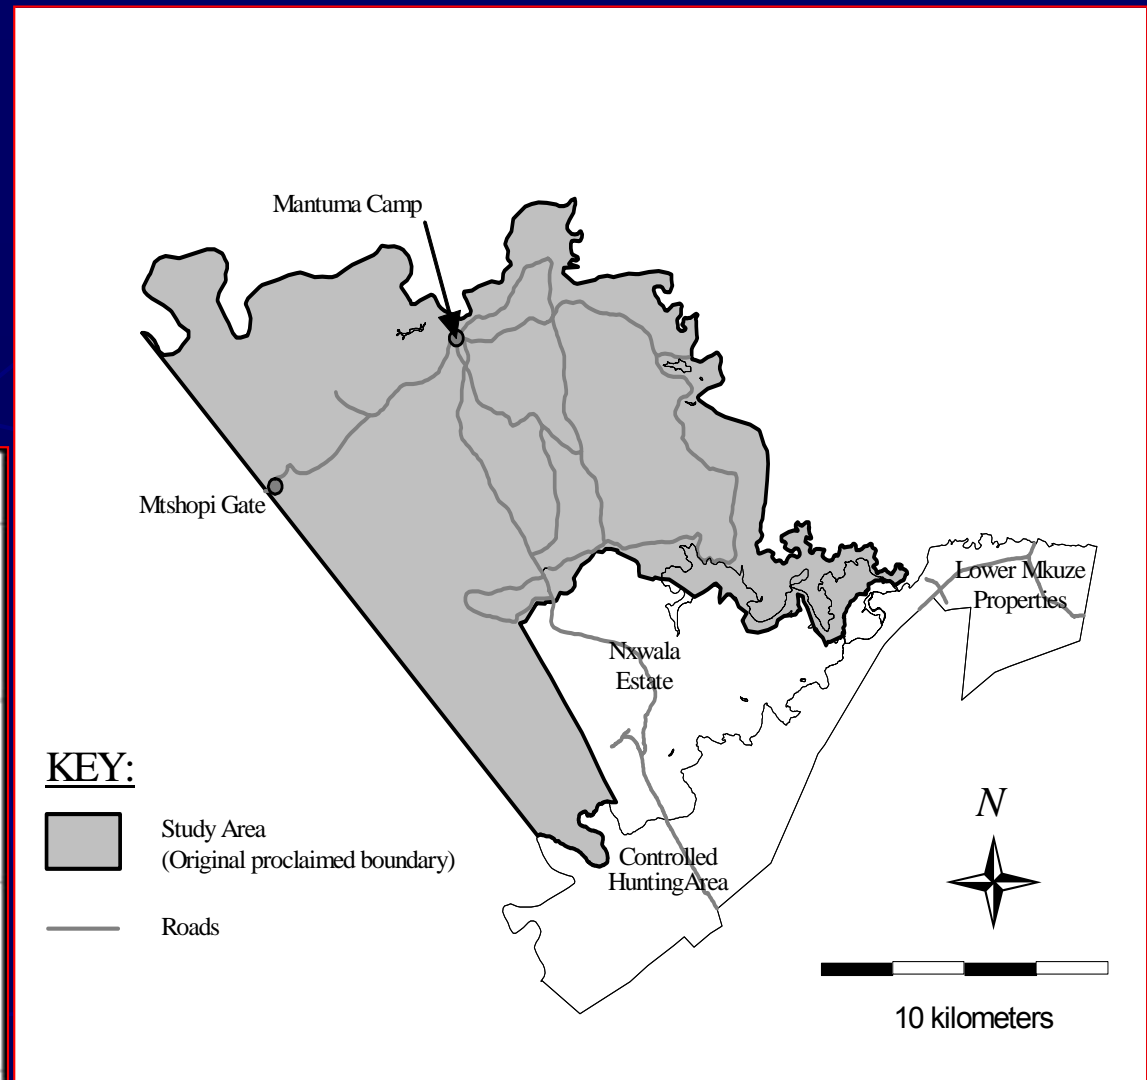 Mantuma Camp
Mtshopi Gate
Lower Mkuze
Properties
Nxwala
Estate
KEY:
Study Area
(Original proclaimed boundary)
Roads
Controlled
HuntingArea
N
10 kilometers